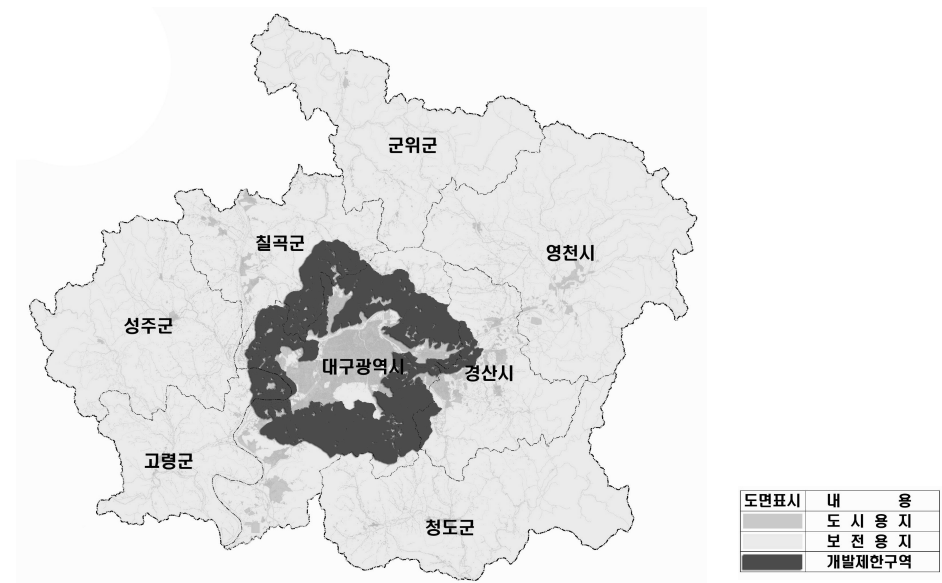 군위군
칠곡군
영천시
성주군
대구광역시
경산시
고령군
청도군
도면표시 내 용
도 시 용 지
보 전 용 지
개발제한구역